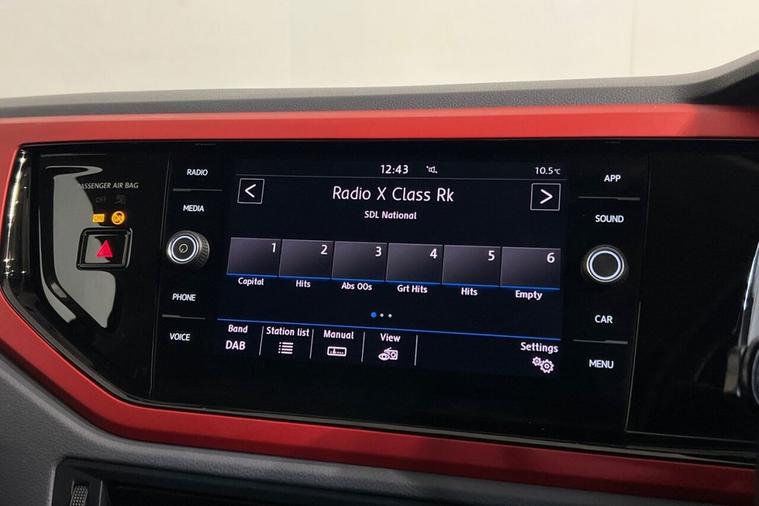 PASSENGER AIR BAG
OFF
ON
RADIO
MEDIA
PHONE
VOICE
12:43
10.5°C
Radio X Class Rk
SDL National
1 2 3 4 5 6
Capital Hits Abs 00s Grt Hits Hits Empty
Band Station list Manual View Settings
DAB
APP
SOUND
CAR
MENU